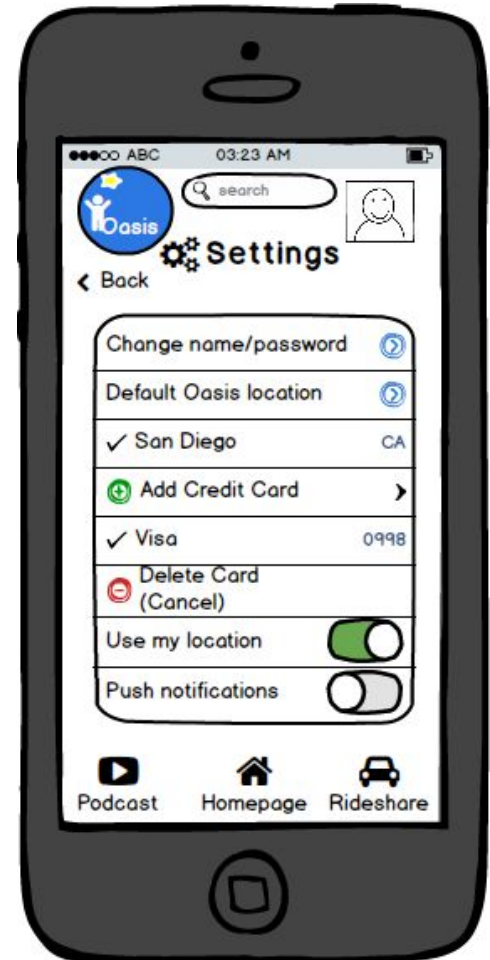 ABC 03:23 AM
search
Oasis
Settings
Back
Change name/password
Default Oasis location
San Diego CA
Add Credit Card
Visa 0998
Delete Card
(Cancel)
Use my location
Push notifications
Podcast Homepage Rideshare